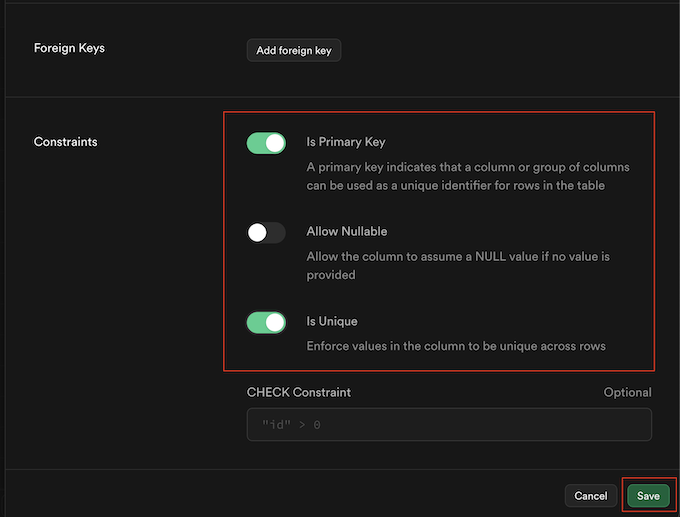 Foreign Keys
Add foreign key
Constraints
Is Primary Key
A primary key indicates that a column or group of columns
can be used as a unique identifier for rows in the table
Allow Nullable
Allow the column to assume a NULL value if no value is
provided
Is Unique
Enforce values in the column to be unique across rows
CHECK Constraint Optional
"id" > 0
Cancel Save